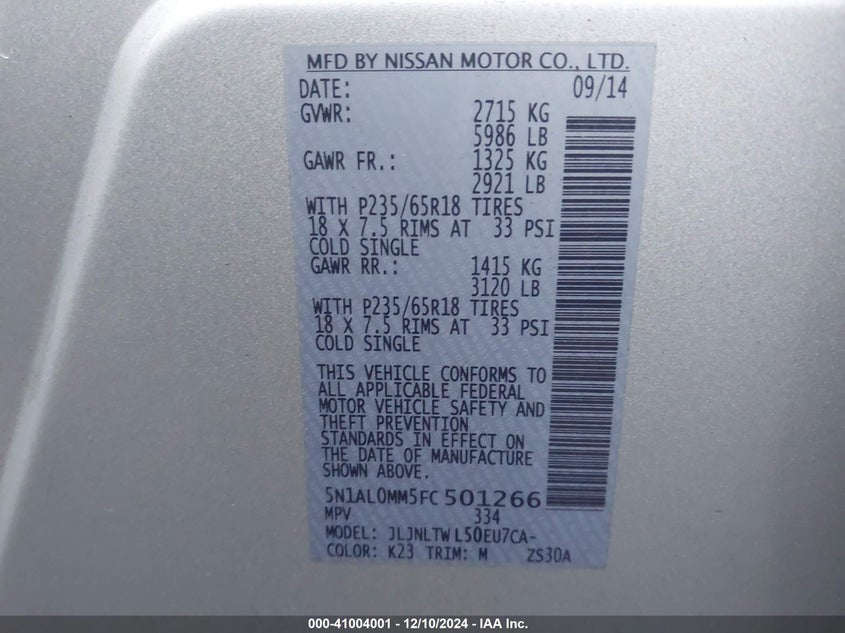 MFD BY NISSAN MOTOR CO., LTD.
DATE: 09/14
GVWR: 2715 KG
5986 LB
GAWR FR.: 1325 KG
2921 LB
WITH P235/65R18 TIRES
18 X 7.5 RIMS AT 33 PSI
COLD SINGLE
GAWR RR.: 1415 KG
3120 LB
WITH P235/65R18 TIRES
18 X 7.5 RIMS AT 33 PSI
COLD SINGLE
THIS VEHICLE CONFORMS TO
ALL APPLICABLE FEDERAL
MOTOR VEHICLE SAFETY AND
THEFT PREVENTION
STANDARDS IN EFFECT ON
THE DATE OF MANUFACTURE
SHOWN ABOVE.
5N1AL0MM5FC501266
MPV 334
MODEL: JLJNLTWL50EU7CA-
COLOR: K23 TRIM: M ZS30A
000-41004001 - 12/10/2024 - IAA Inc.